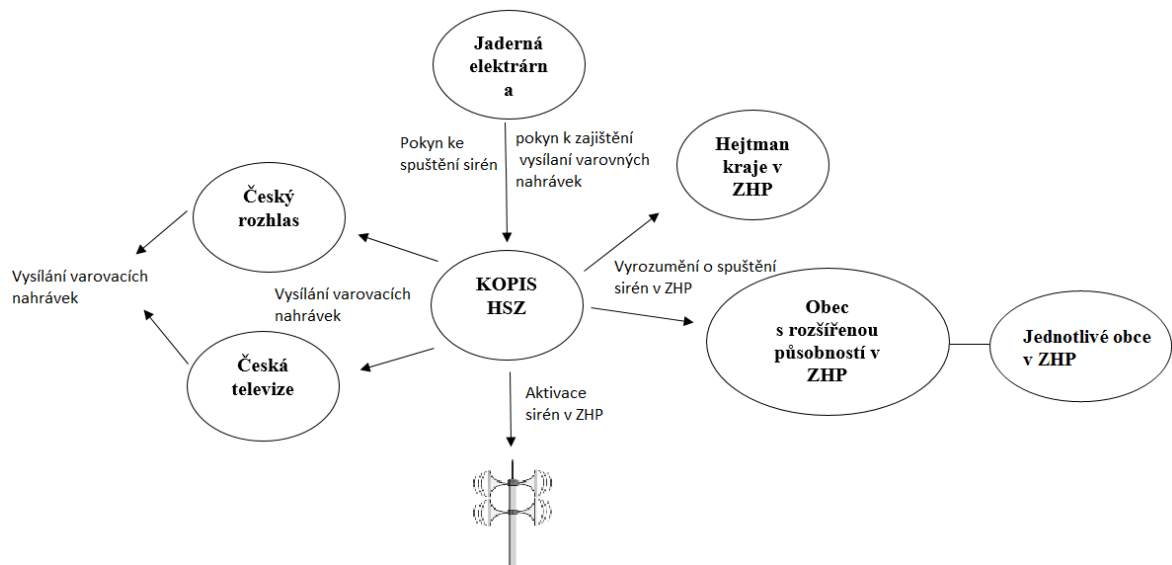 Jaderná
elektrárn
a
Pokyn ke
spuštění sirén
pokyn k zajištění
vysílaní varovných
nahrávek
Hejtman
kraje v
ZHP
Český
rozhlas
Vysílání varovacích
nahrávek
KOPIS
HSZ
Vysílání varovacích
nahrávek
Vyrozumění o spuštění
sirén v ZHP
Obec
s rozšířenou
působností v
ZHP
Jednotlivé obce
v ZHP
Česká
televize
Aktivace
sirén v ZHP